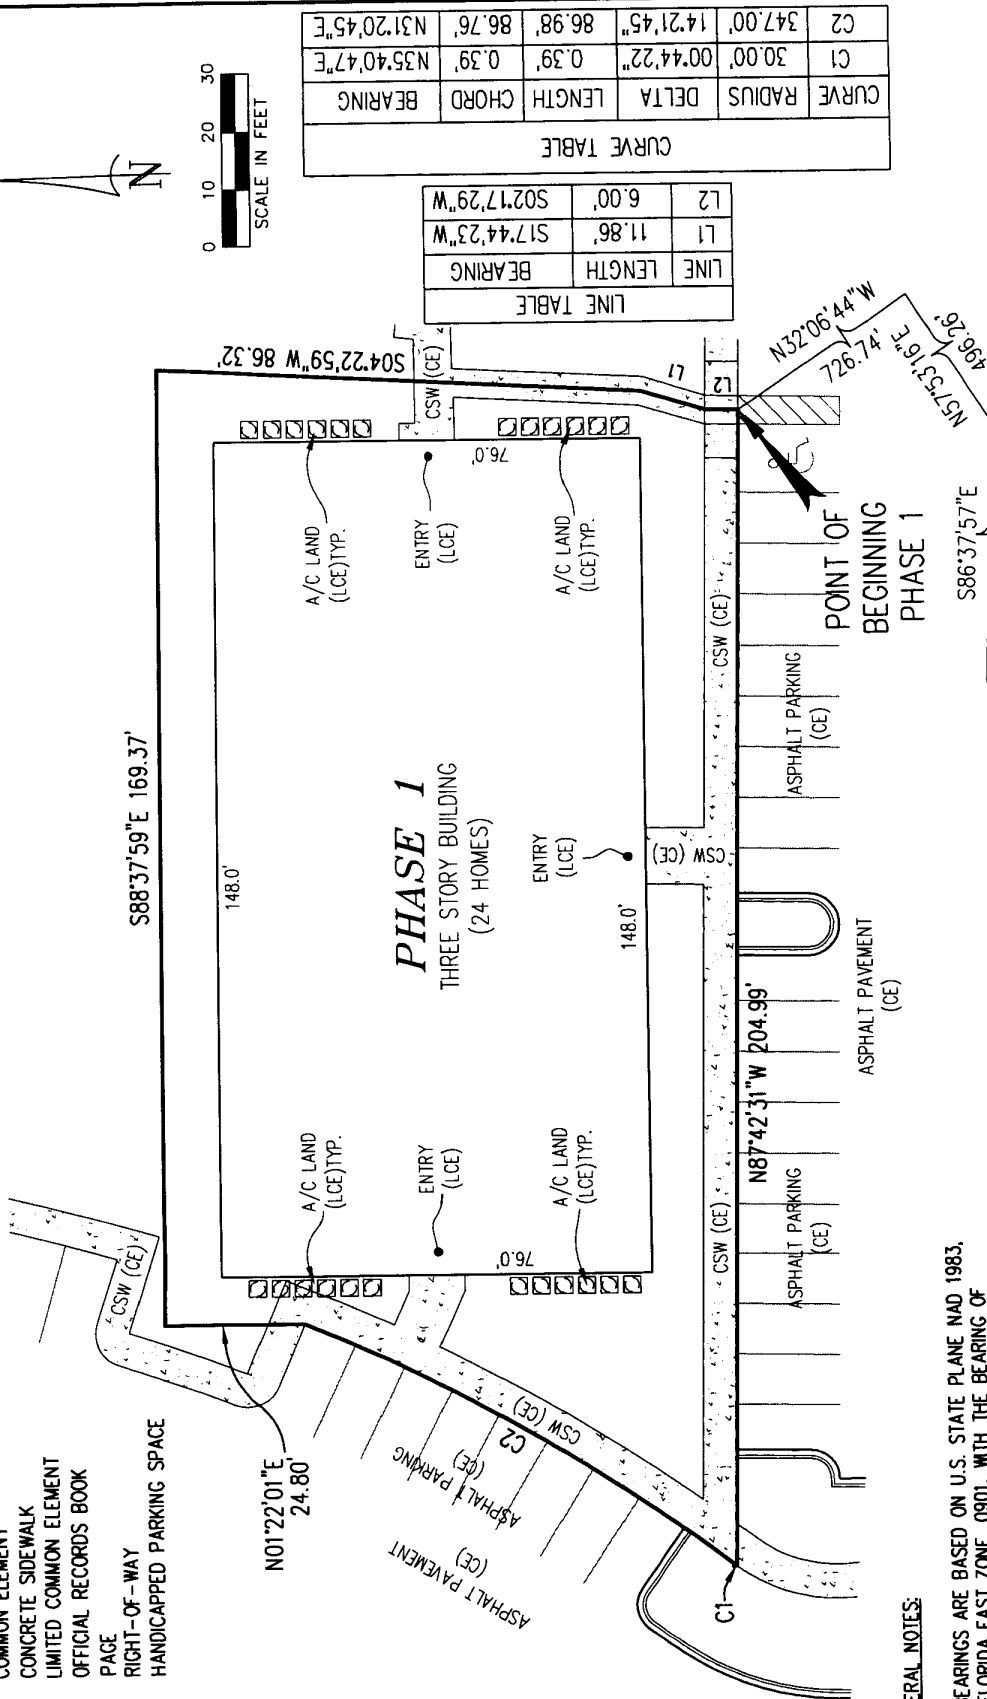 COMMON ELEMENT
CONCRETE SIDEWALK
LIMITED COMMON ELEMENT
OFFICIAL RECORDS BOOK
PAGE
RIGHT-OF-WAY
HANDICAPPED PARKING SPACE
N
0 10 20 30
SCALE IN FEET
CURVE TABLE
CURVE RADIUS DELTA LENGTH CHORD BEARING
C1 30.00' 00°44'22" 0.39' 0.39' N35°40'47"E
C2 347.00' 14°21'45" 86.98' 86.76' N31°20'45"E
LINE TABLE
LINE LENGTH BEARING
L1 11.86' S17°44'23"W
L2 6.00' S02°17'29"W
S88°37'59"E 169.37'
S04°22'59"W 86.32'
N01°22'01"E
24.80'
CSW (CE)
148.0'
PHASE 1
THREE STORY BUILDING
(24 HOMES)
A/C LAND
(LCE)TYP.
ENTRY
(LCE)
A/C LAND
(LCE)TYP.
76.0'
A/C LAND
(LCE)TYP.
ENTRY
(LCE)
A/C LAND
(LCE)TYP.
76.0'
CSW (CE)
ENTRY
(LCE)
148.0'
CSW (CE)
CSW (CE)
CSW (CE)
CSW (CE)
L1
L2
C2
C1
ASPHALT PARKING
(CE)
ASPHALT PAVEMENT
(CE)
N87°42'31"W 204.99'
ASPHALT PARKING
(CE)
ASPHALT PARKING
(CE)
ASPHALT PAVEMENT
(CE)
POINT OF
BEGINNING
PHASE 1
N32°06'44"W
726.74'
N57°53'16"E
496.26'
S86°37'57"E
ERAL NOTES:
EARINGS ARE BASED ON U.S. STATE PLANE NAD 1983,
LORIDA EAST ZONE, 0901, WITH THE BEARING OF